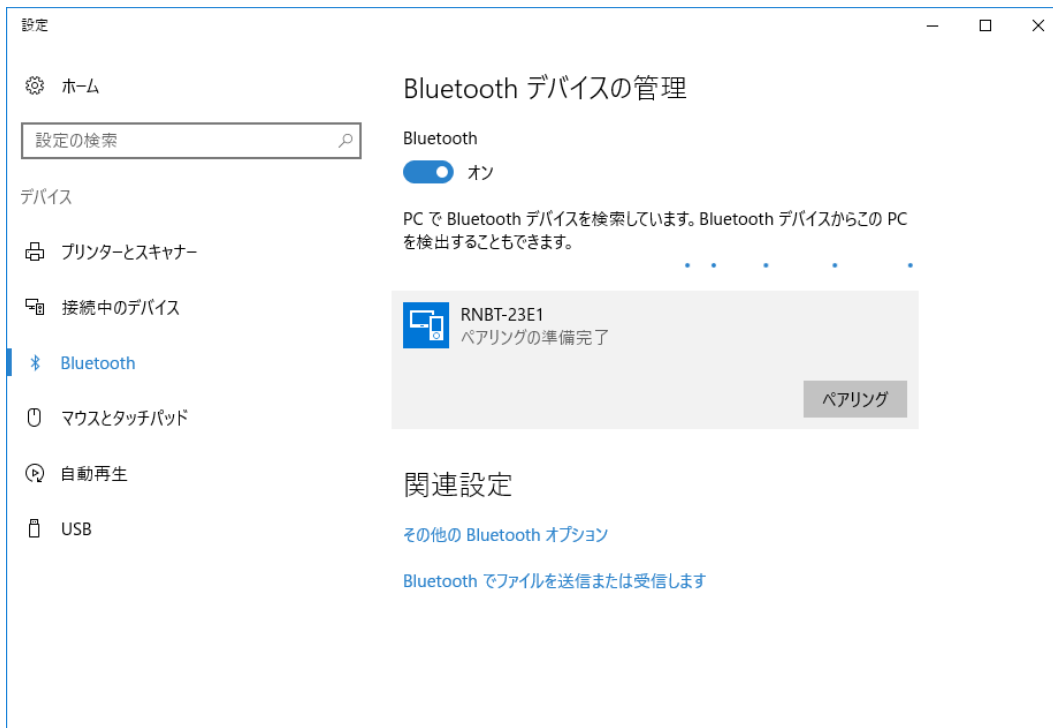 設定
ホーム
設定の検索
デバイス
プリンターとスキャナー
接続中のデバイス
Bluetooth
マウスとタッチパッド
自動再生
USB
Bluetooth デバイスの管理
Bluetooth
オン
PC で Bluetooth デバイスを検索しています。Bluetooth デバイスからこの PC
を検出することもできます。
RNBT-23E1
ペアリングの準備完了
ペアリング
関連設定
その他の Bluetooth オプション
Bluetooth でファイルを送信または受信します